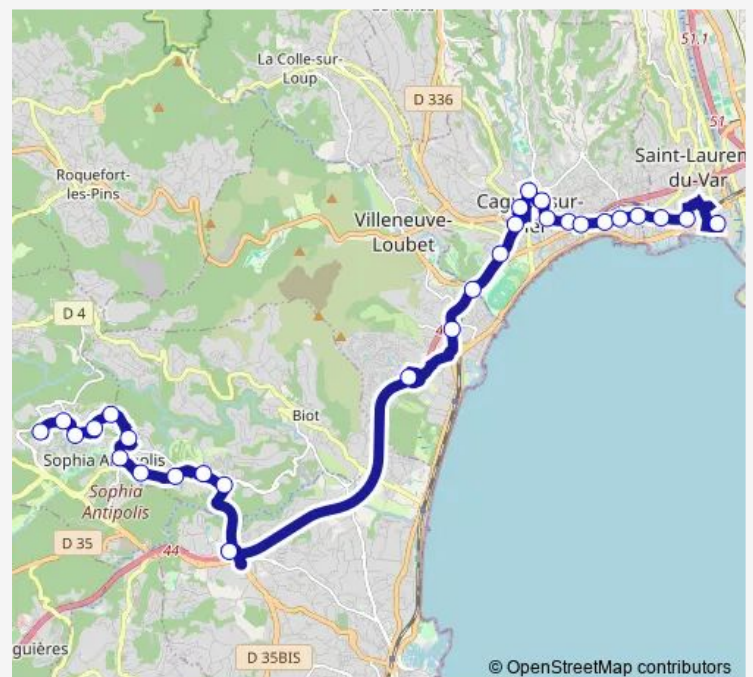 La Colle-sur-
Loup
51.1
D 336
51
Saint-Lauren
du-Var
Roquefort-
les-Pins
Villeneuve-
Loubet
D 4
Biot
Sophia
Sophia
Antipolis
D 35
44
guières
D 35BIS
© OpenStreetMap contributors